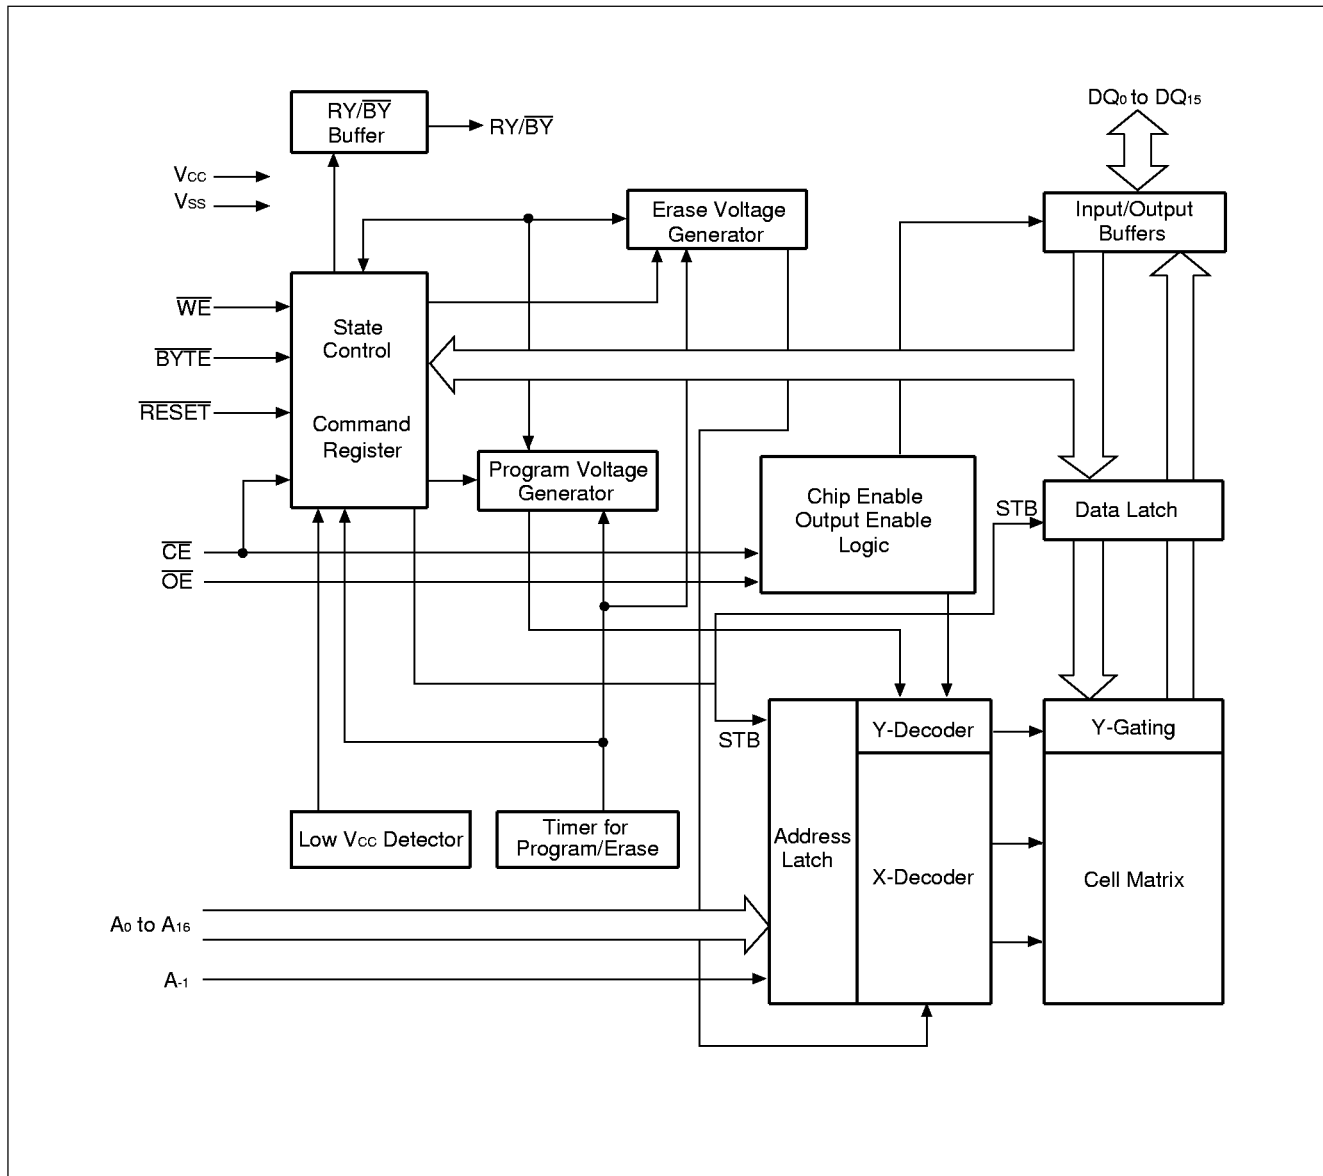 RY/BY
Buffer
RY/BY
DQ0 to DQ15
VCC
VSS
Erase Voltage
Generator
Input/Output
Buffers
WE
BYTE
RESET
State
Control
Command
Register
Program Voltage
Generator
Chip Enable
Output Enable
Logic
STB
Data Latch
CE
OE
STB
Y-Decoder
Y-Gating
Low VCC Detector
Timer for
Program/Erase
Address
Latch
X-Decoder
Cell Matrix
A0 to A16
A-1